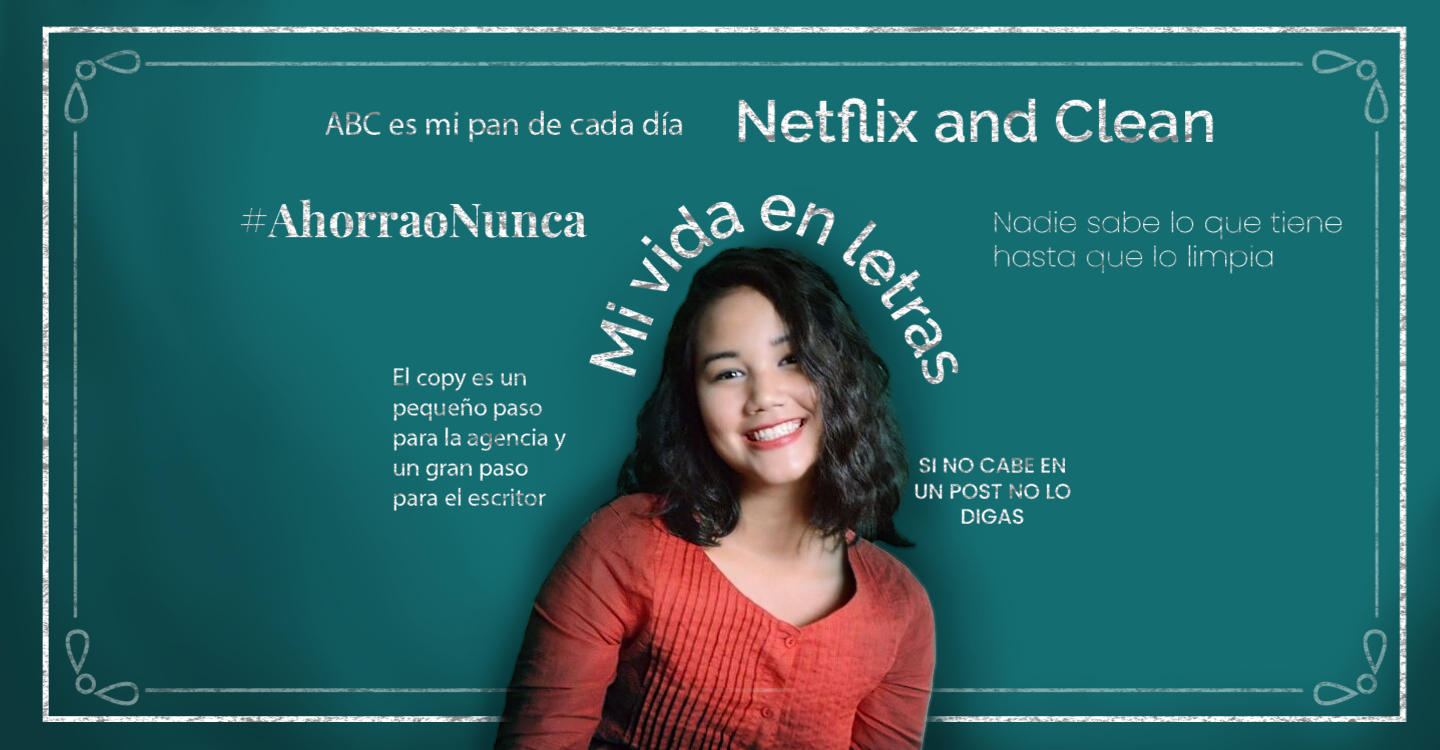 ABC es mi pan de cada día
Netflix and Clean
#AhorraoNunca
Mi vida en letras
Nadie sabe lo que tiene
hasta que lo limpia
El copy es un
pequeño paso
para la agencia y
un gran paso
para el escritor
SI NO CABE EN
UN POST NO LO
DIGAS